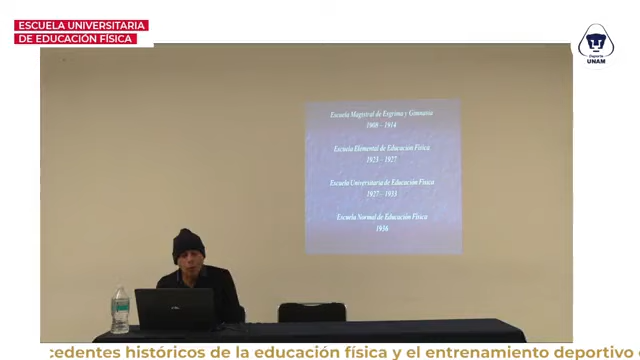 ESCUELA UNIVERSITARIA
DE EDUCACIÓN FÍSICA
Deporte
UNAM
Escuela Magistral de Esgrima y Gimnasia
1908 - 1914
Escuela Elemental de Educación Física
1923 - 1927
Escuela Universitaria de Educación Física
1927 - 1933
Escuela Normal de Educación Física
1936
cedentes históricos de la educación física y el entrenamiento deportivo